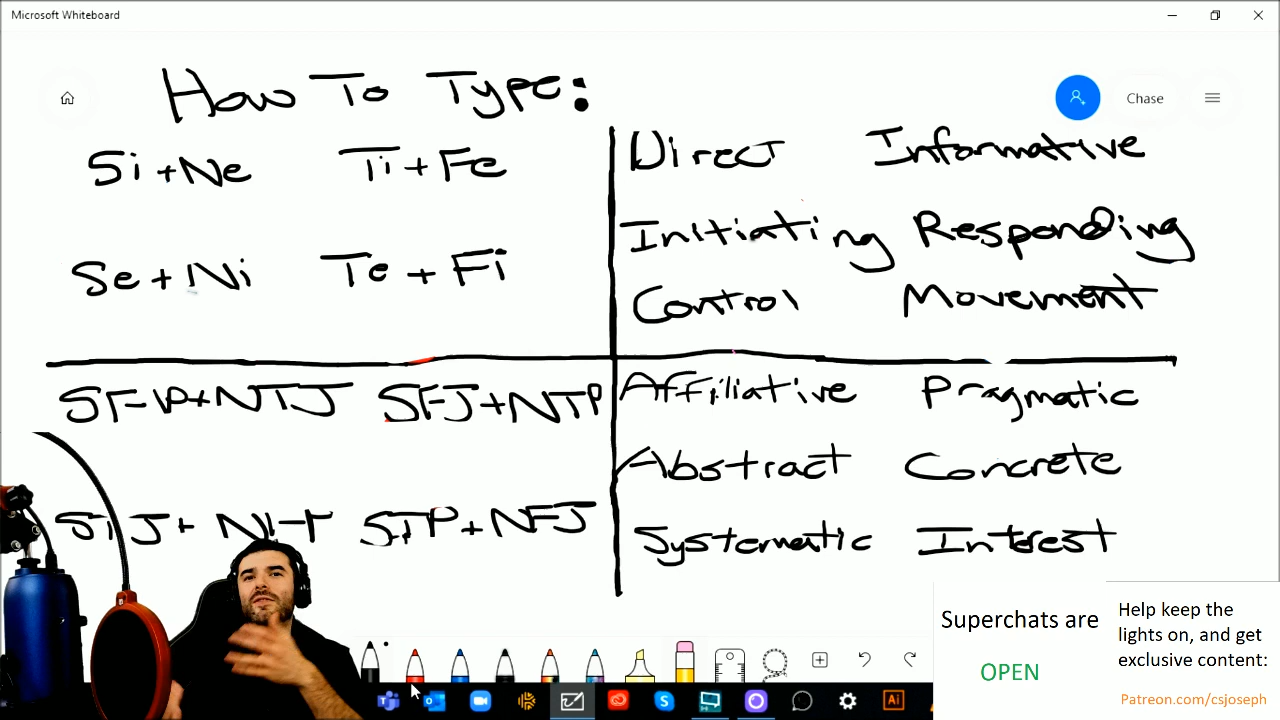 Microsoft Whiteboard
How To Type:
Chase
Si + Ne Ti + Fe
Se + Ni Te + Fi
Direct Informative
Initiating Responding
Control Movement
SFP + NTJ SFJ + NTP
STP + NFJ
Affiliative Pragmatic
Abstract Concrete
Systematic Interest
Superchats are
OPEN
Help keep the
lights on, and get
exclusive content:
Patreon.com/csjoseph